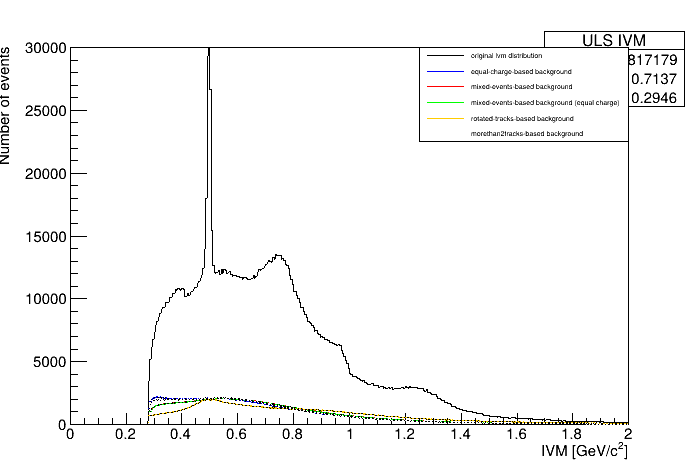 ULS IVM
817179
0.7137
0.2946
original Ivm distribution
equal-charge-based background
mixed-events-based background
mixed-events-based background (equal charge)
rotated-tracks-based background
morethan2tracks-based background
Number of events
30000
25000
20000
15000
10000
5000
0
0 0.2 0.4 0.6 0.8 1 1.2 1.4 1.6 1.8 2
IVM [GeV/c²]